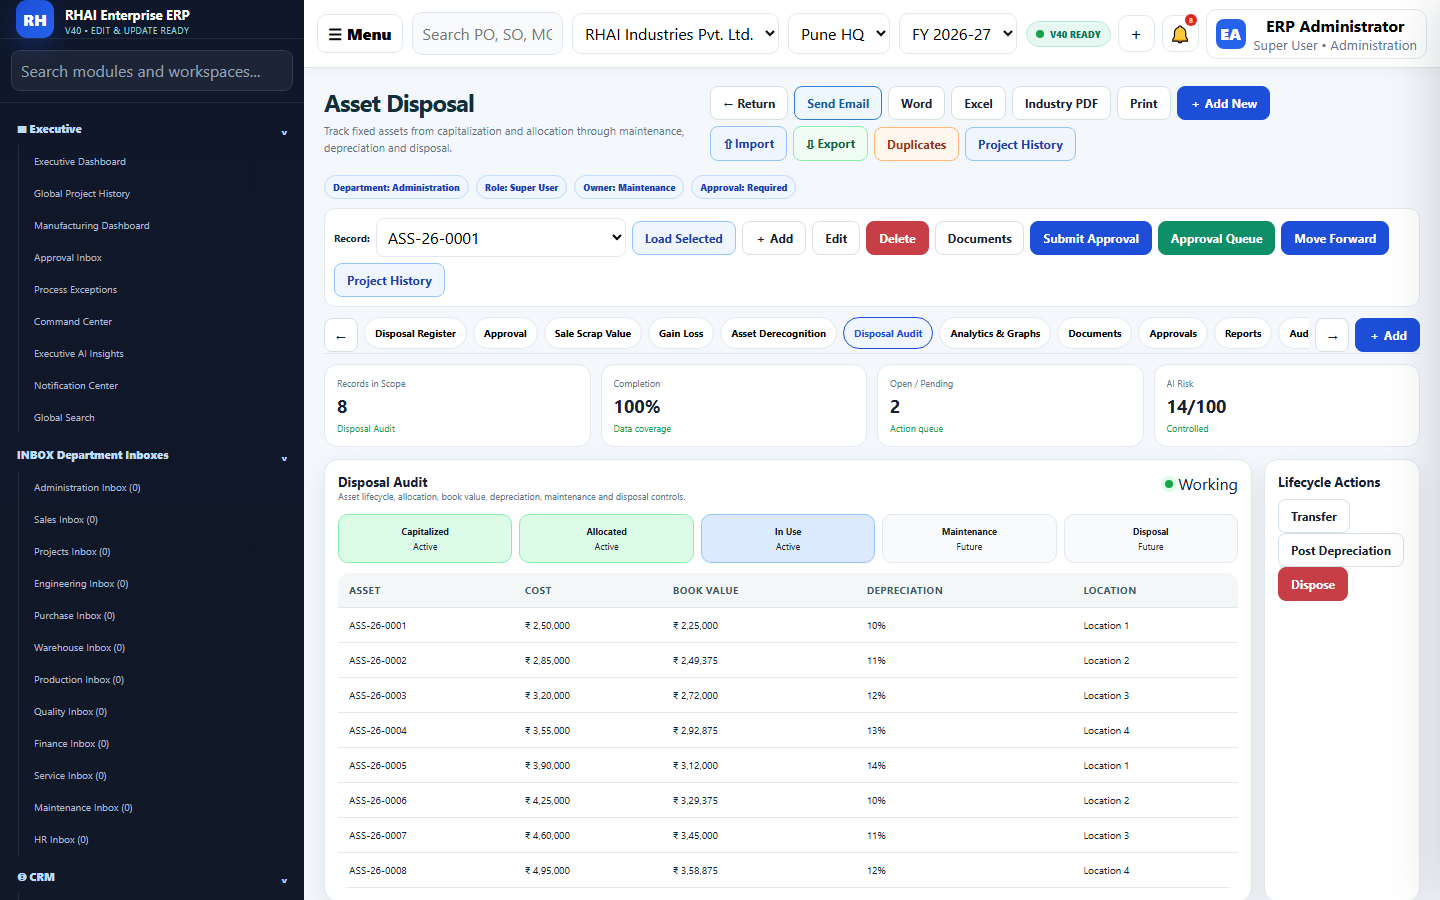 RH
RHAI Enterprise ERP
V40 • EDIT & UPDATE READY
Search modules and workspaces...
Executive
Executive Dashboard
Global Project History
Manufacturing Dashboard
Approval Inbox
Process Exceptions
Command Center
Executive AI Insights
Notification Center
Global Search
INBOX Department Inboxes
Administration Inbox (0)
Sales Inbox (0)
Projects Inbox (0)
Engineering Inbox (0)
Purchase Inbox (0)
Warehouse Inbox (0)
Production Inbox (0)
Quality Inbox (0)
Finance Inbox (0)
Service Inbox (0)
Maintenance Inbox (0)
HR Inbox (0)
CRM
☰ Menu
Search PO, SO, MO
RHAI Industries Pvt. Ltd.
Pune HQ
FY 2026-27
V40 READY
+
8
EA
ERP Administrator
Super User • Administration
Asset Disposal
Track fixed assets from capitalization and allocation through maintenance,
depreciation and disposal.
← Return
Send Email
Word
Excel
Industry PDF
Print
+ Add New
⇧ Import
⇩ Export
Duplicates
Project History
Department: Administration
Role: Super User
Owner: Maintenance
Approval: Required
Record:
ASS-26-0001
Load Selected
+ Add
Edit
Delete
Documents
Submit Approval
Approval Queue
Move Forward
Project History
←
Disposal Register
Approval
Sale Scrap Value
Gain Loss
Asset Derecognition
Disposal Audit
Analytics & Graphs
Documents
Approvals
Reports
Aud
→
+ Add
Records in Scope
8
Disposal Audit
Completion
100%
Data coverage
Open / Pending
2
Action queue
AI Risk
14/100
Controlled
Disposal Audit
Asset lifecycle, allocation, book value, depreciation, maintenance and disposal controls.
Working
Capitalized
Active
Allocated
Active
In Use
Active
Maintenance
Future
Disposal
Future
ASSET COST BOOK VALUE DEPRECIATION LOCATION
ASS-26-0001 ₹ 2,50,000 ₹ 2,25,000 10% Location 1
ASS-26-0002 ₹ 2,85,000 ₹ 2,49,375 11% Location 2
ASS-26-0003 ₹ 3,20,000 ₹ 2,72,000 12% Location 3
ASS-26-0004 ₹ 3,55,000 ₹ 2,92,875 13% Location 4
ASS-26-0005 ₹ 3,90,000 ₹ 3,12,000 14% Location 1
ASS-26-0006 ₹ 4,25,000 ₹ 3,29,375 10% Location 2
ASS-26-0007 ₹ 4,60,000 ₹ 3,45,000 11% Location 3
ASS-26-0008 ₹ 4,95,000 ₹ 3,58,875 12% Location 4
Lifecycle Actions
Transfer
Post Depreciation
Dispose